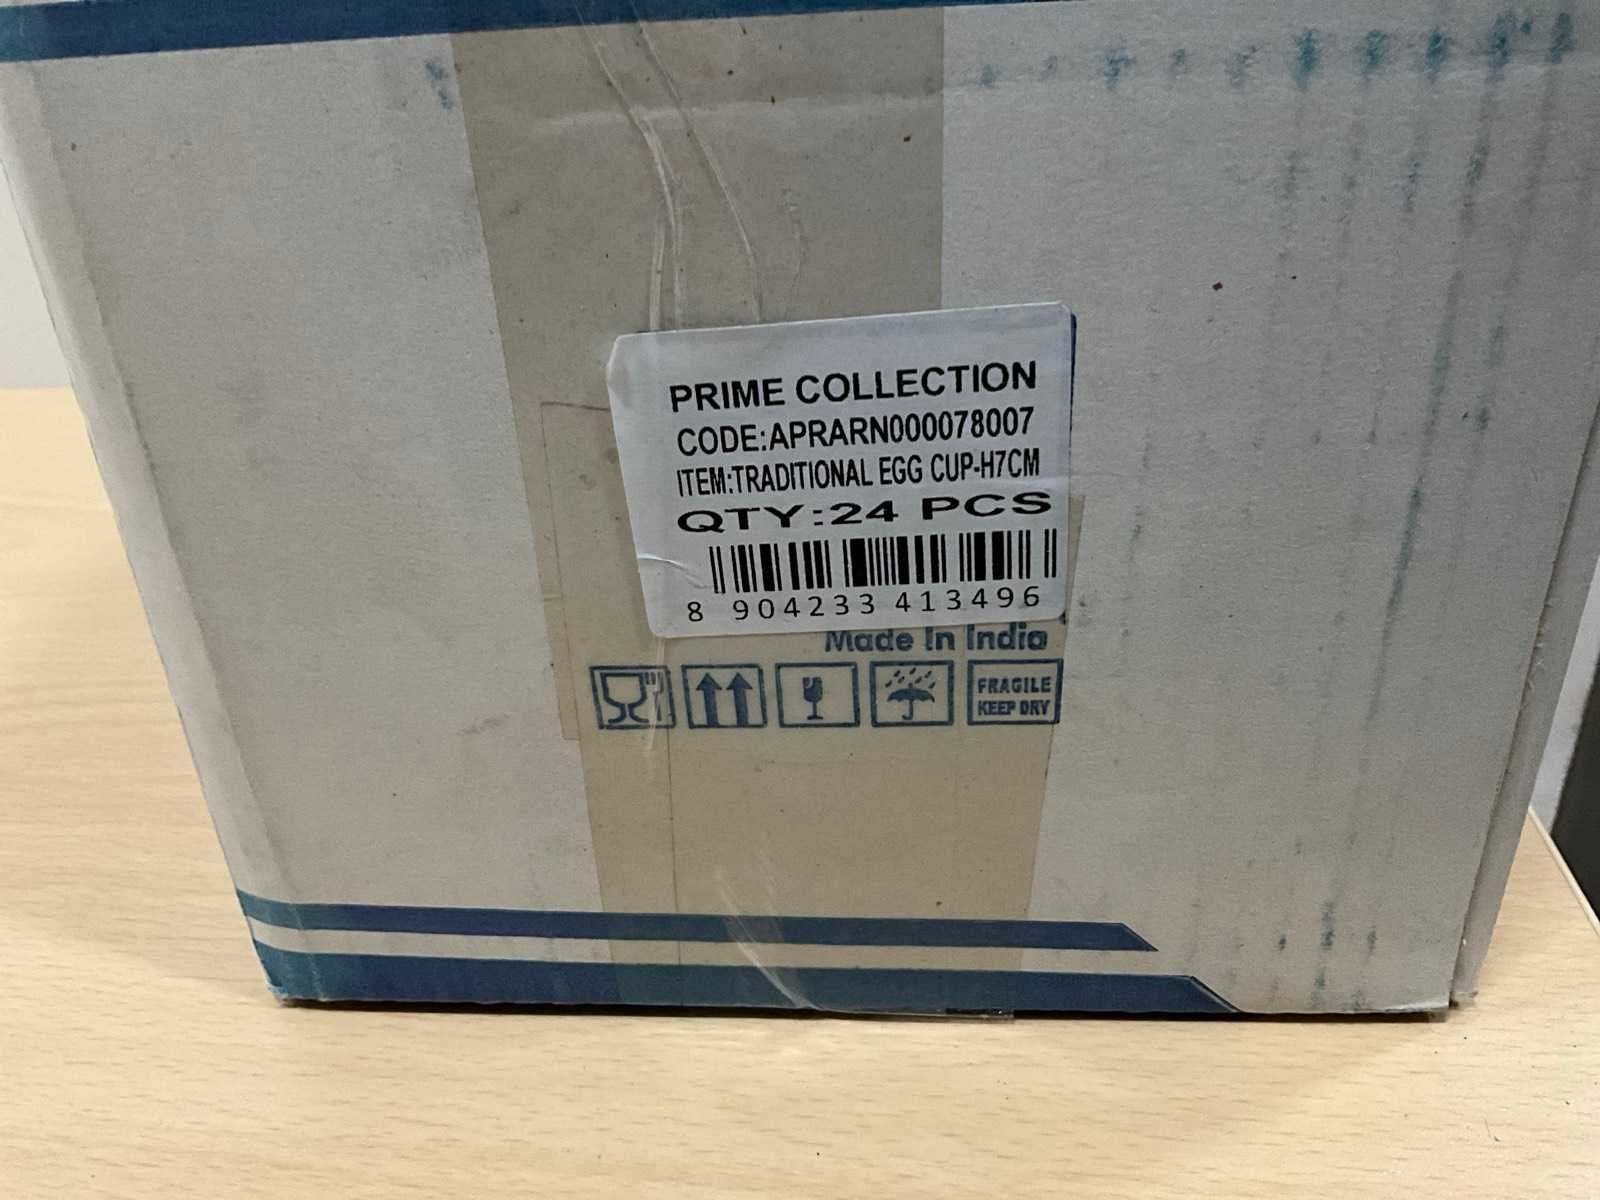 PRIME COLLECTION
CODE:APRARN000078007
ITEM:TRADITIONAL EGG CUP-H7CM
QTY:24 PCS
8 904233 413496
Made In India
FRAGILE
KEEP DRY